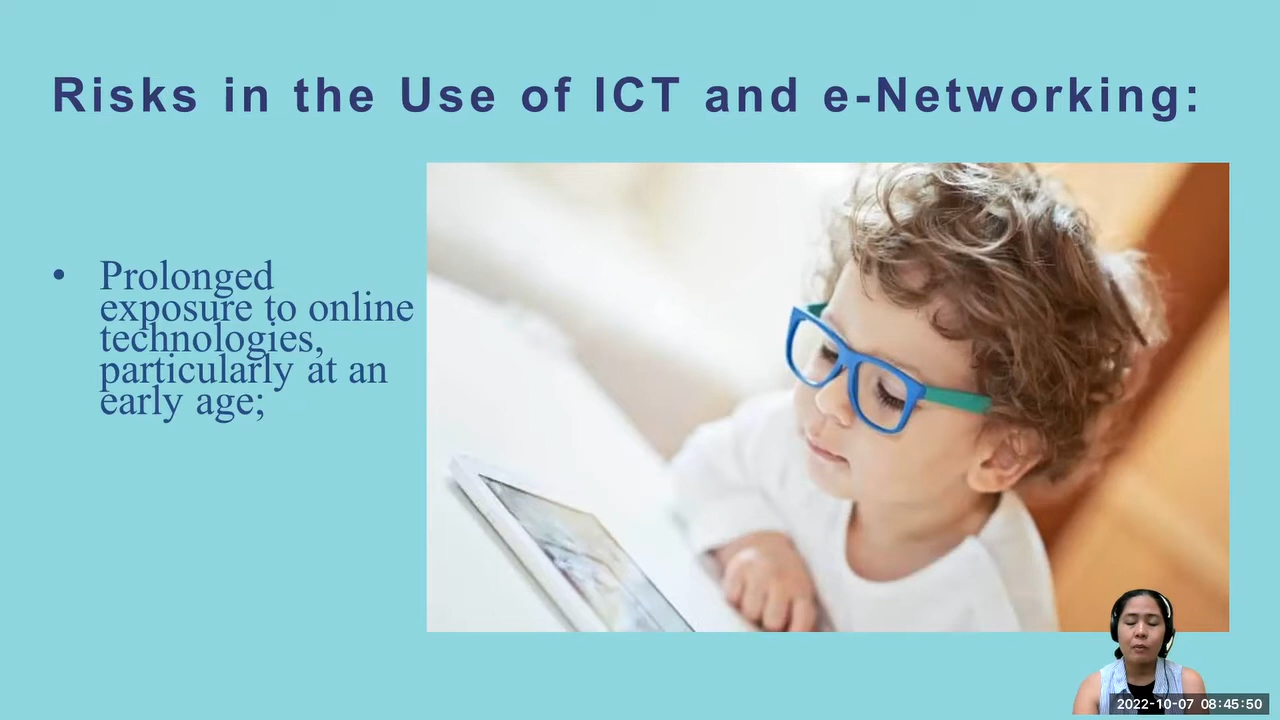 Risks in the Use of ICT and e-Networking:
• Prolonged
exposure to online
technologies,
particularly at an
early age;
2022-10-07 08:45:50